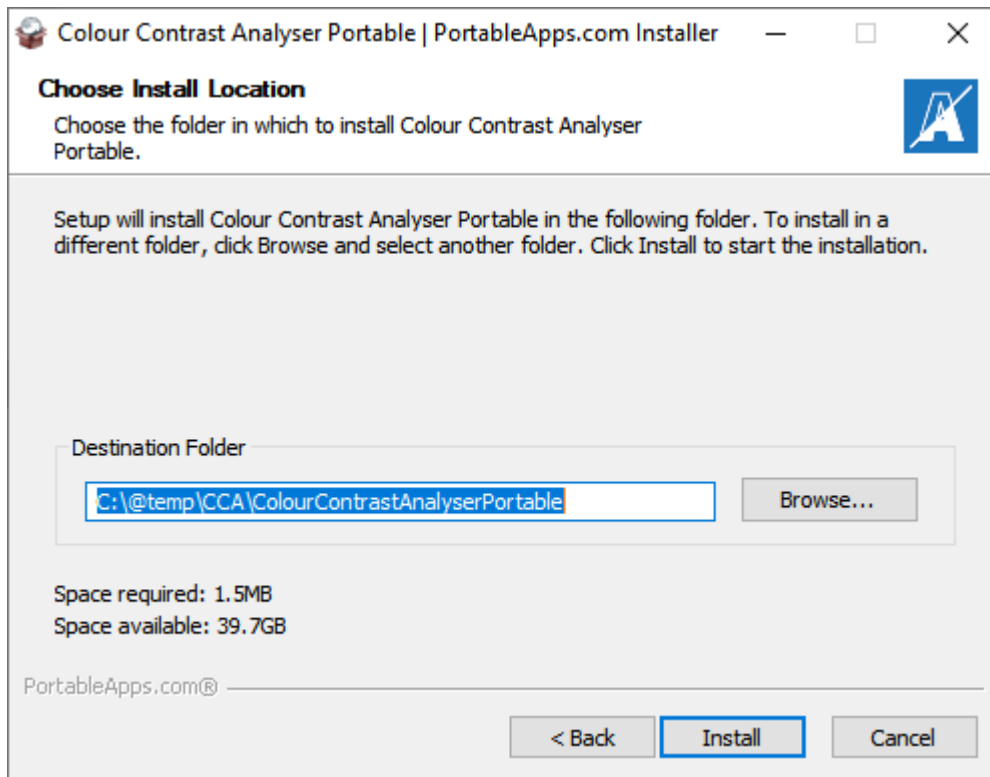 Colour Contrast Analyser Portable | PortableApps.com Installer
Choose Install Location
Choose the folder in which to install Colour Contrast Analyser
Portable.
Setup will install Colour Contrast Analyser Portable in the following folder. To install in a
different folder, click Browse and select another folder. Click Install to start the installation.
Destination Folder
C:\@temp\CCA\ColourContrastAnalyserPortable
Browse...
Space required: 1.5MB
Space available: 39.7GB
PortableApps.com®
< Back
Install
Cancel